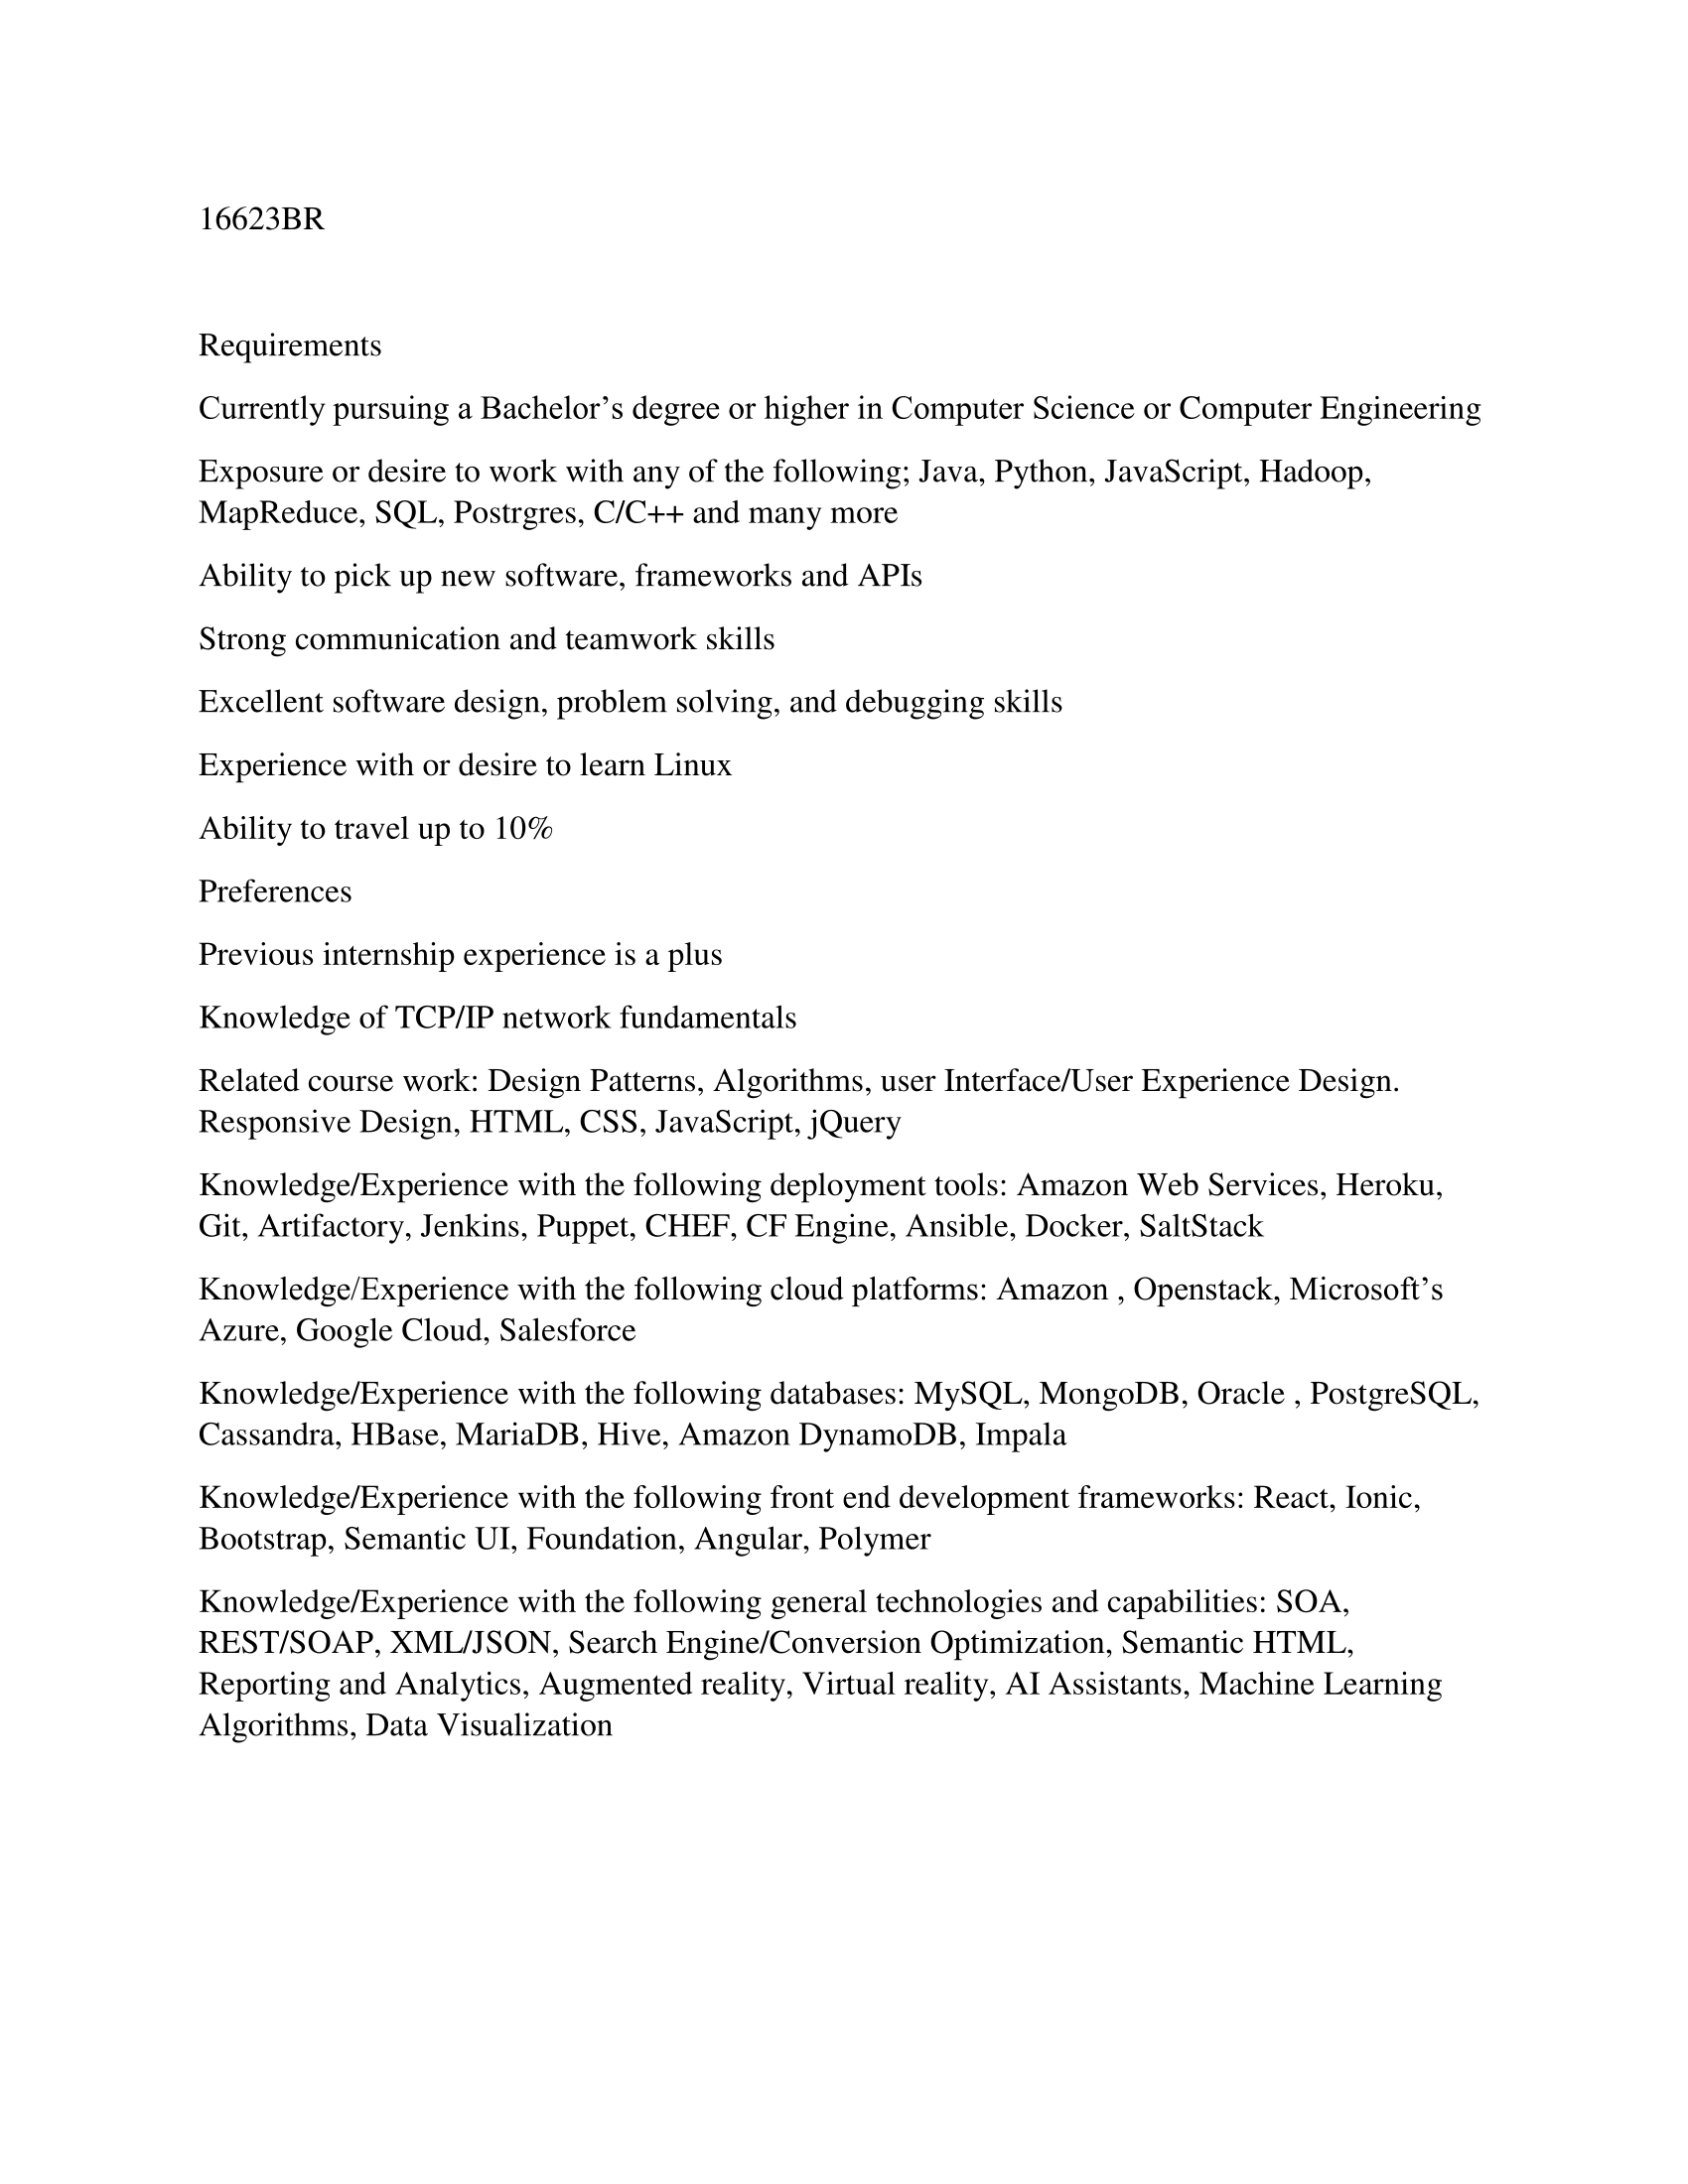 16623BR
Requirements
Currently pursuing a Bachelor’s degree or higher in Computer Science or Computer Engineering
Exposure or desire to work with any of the following; Java, Python, JavaScript, Hadoop,
MapReduce, SQL, Postrgres, C/C++ and many more
Ability to pick up new software, frameworks and APIs
Strong communication and teamwork skills
Excellent software design, problem solving, and debugging skills
Experience with or desire to learn Linux
Ability to travel up to 10%
Preferences
Previous internship experience is a plus
Knowledge of TCP/IP network fundamentals
Related course work: Design Patterns, Algorithms, user Interface/User Experience Design.
Responsive Design, HTML, CSS, JavaScript, jQuery
Knowledge/Experience with the following deployment tools: Amazon Web Services, Heroku,
Git, Artifactory, Jenkins, Puppet, CHEF, CF Engine, Ansible, Docker, SaltStack
Knowledge/Experience with the following cloud platforms: Amazon , Openstack, Microsoft’s
Azure, Google Cloud, Salesforce
Knowledge/Experience with the following databases: MySQL, MongoDB, Oracle , PostgreSQL,
Cassandra, HBase, MariaDB, Hive, Amazon DynamoDB, Impala
Knowledge/Experience with the following front end development frameworks: React, Ionic,
Bootstrap, Semantic UI, Foundation, Angular, Polymer
Knowledge/Experience with the following general technologies and capabilities: SOA,
REST/SOAP, XML/JSON, Search Engine/Conversion Optimization, Semantic HTML,
Reporting and Analytics, Augmented reality, Virtual reality, AI Assistants, Machine Learning
Algorithms, Data Visualization